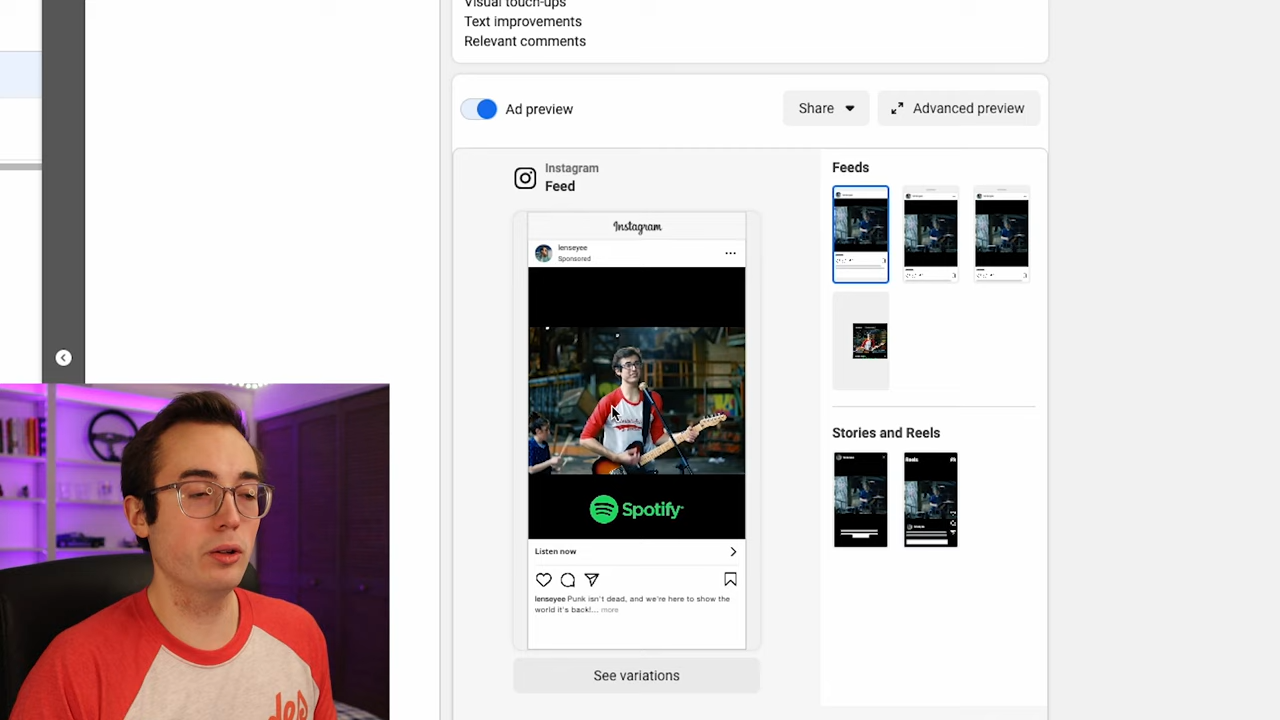 Visual touch-ups
Text improvements
Relevant comments
Ad preview
Share
Advanced preview
Instagram
Feed
Instagram
lenseyee
Sponsored
Spotify
Listen now
lenseyee Punk isn't dead, and we're here to show the
world it's back!... more
See variations
Feeds
Stories and Reels
Reels